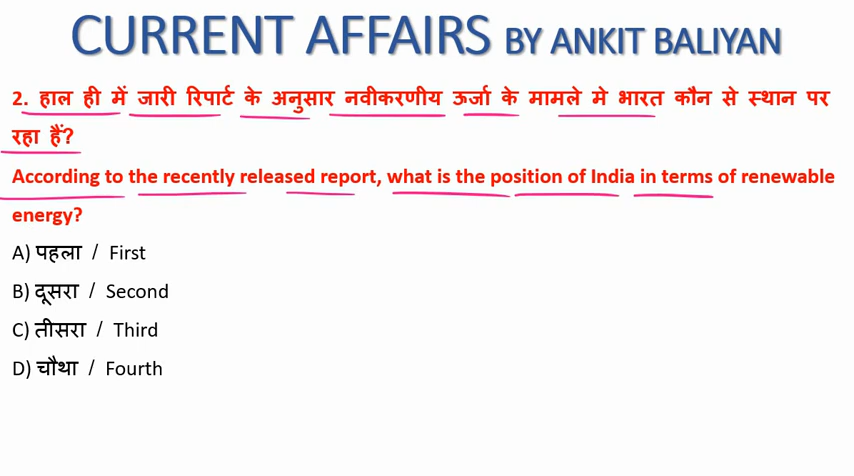 CURRENT AFFAIRS BY ANKIT BALIYAN
2. हाल ही में जारी रिपार्ट के अनुसार नवीकरणीय ऊर्जा के मामले मे भारत कौन से स्थान पर
रहा हैं?
According to the recently released report, what is the position of India in terms of renewable
energy?
A) पहला / First
B) दूसरा / Second
C) तीसरा / Third
D) चौथा / Fourth